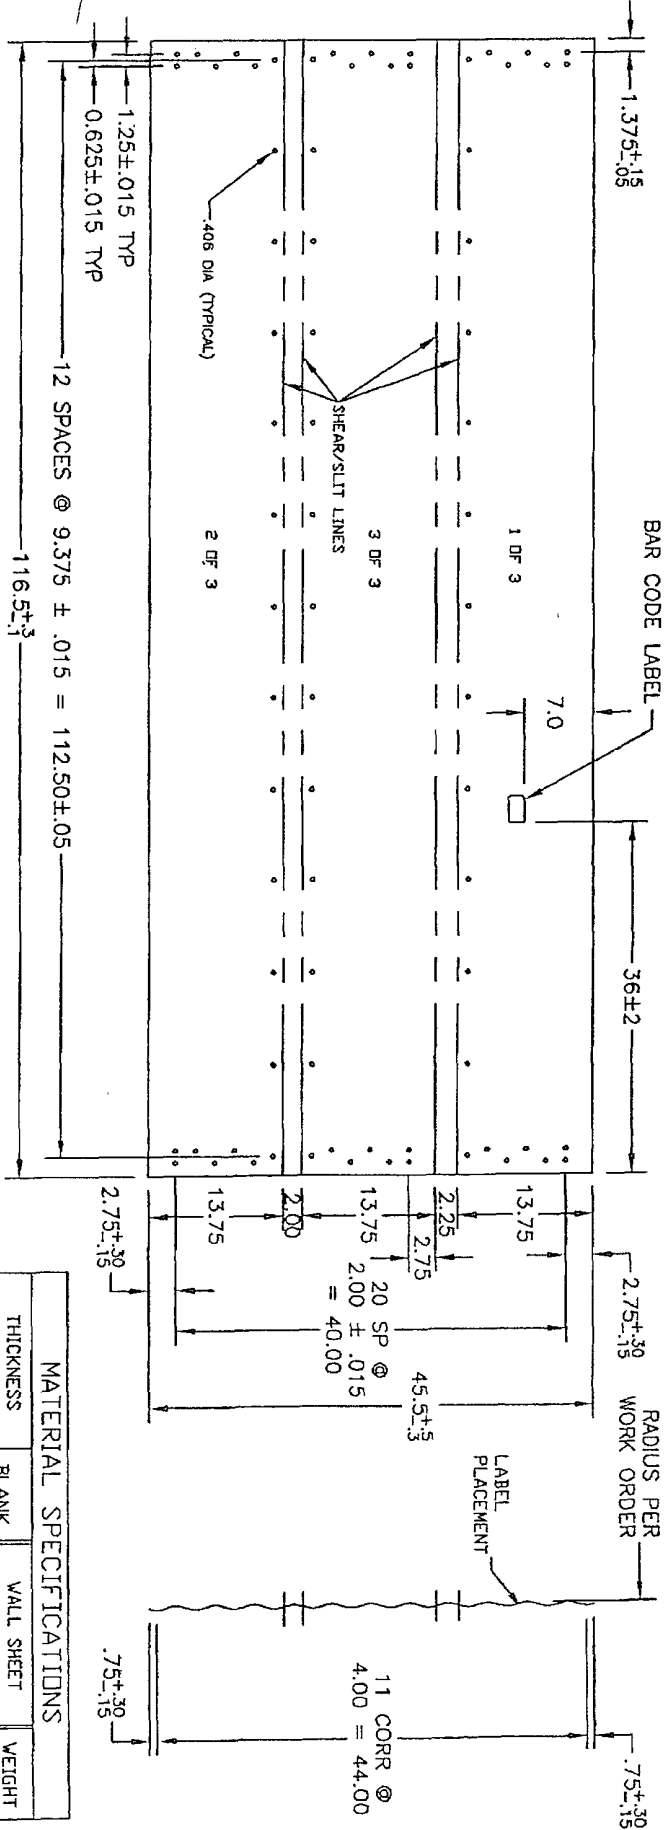 BAR CODE LABEL
RADIUS PER
WORK ORDER
1.375+.15
-.05
7.0
36±2
2.75+.30
-.15
.75+.30
-.15
1 OF 3
13.75
2.25
2.75
45.5+.5
-.3
LABEL
PLACEMENT
11 CORR @
4.00 = 44.00
SHEAR/SLIT LINES
3 OF 3
13.75
20 SP @
2.00 ± .015
= 40.00
2.00
.406 DIA (TYPICAL)
2 OF 3
13.75
1.25±.015 TYP
0.625±.015 TYP
2.75+.30
-.15
.75+.30
-.15
12 SPACES @ 9.375 ± .015 = 112.50±.05
116.5+.3
-.1
MATERIAL SPECIFICATIONS
THICKNESS
BLANK
WALL SHEET
WEIGHT